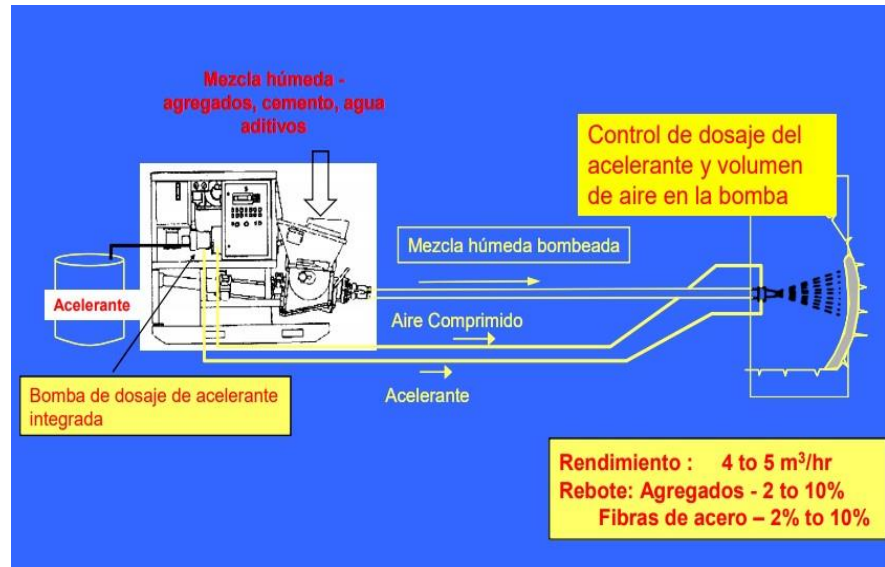 Mezcla húmeda -
agregados, cemento, agua
aditivos
Control de dosaje del
acelerante y volumen
de aire en la bomba
Mezcla húmeda bombeada
Acelerante
Aire Comprimido
Acelerante
Bomba de dosaje de acelerante
integrada
Rendimiento : 4 to 5 m³/hr
Rebote: Agregados - 2 to 10%
Fibras de acero – 2% to 10%